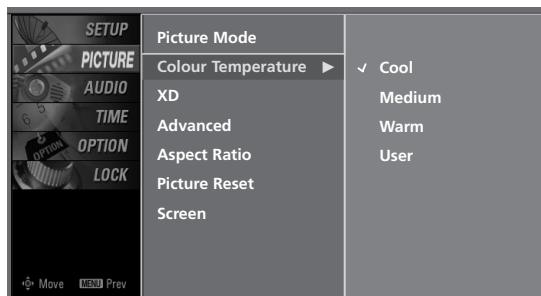 SETUP
PICTURE
AUDIO
TIME
OPTION
OPTION
LOCK
Move MENU Prev
Picture Mode
Colour Temperature ▶
XD
Advanced
Aspect Ratio
Picture Reset
Screen
✓ Cool
Medium
Warm
User